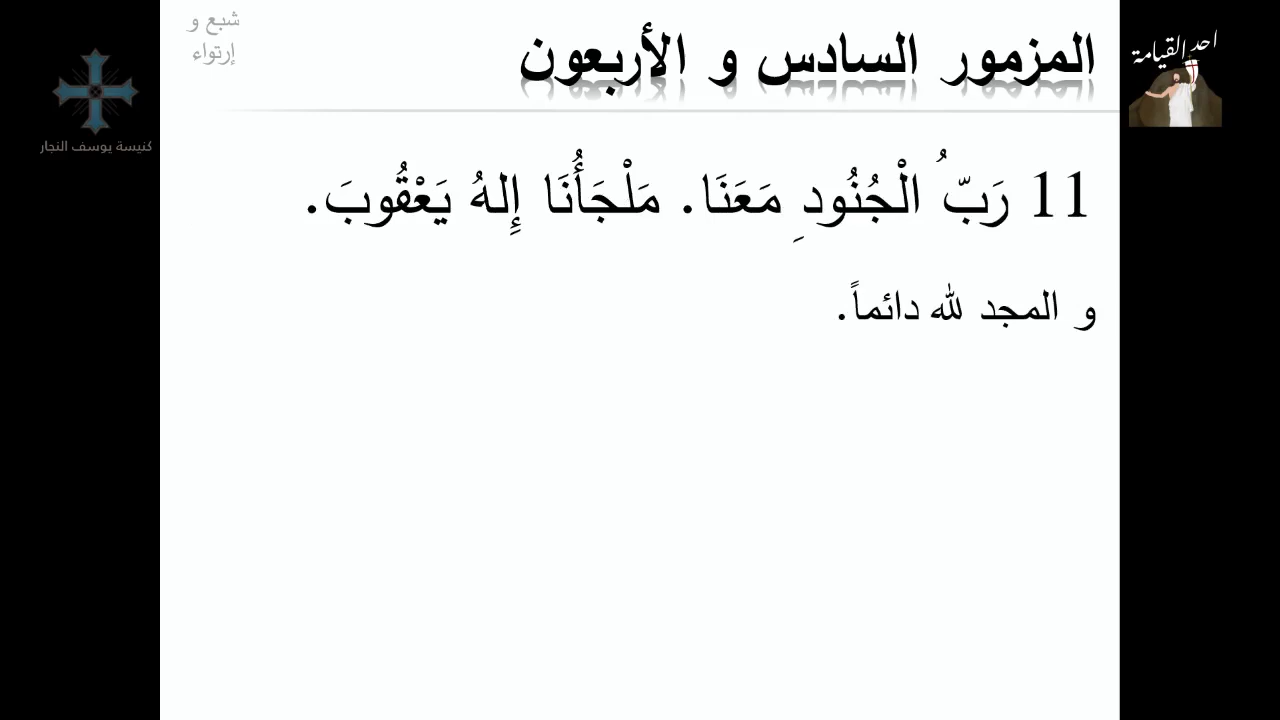 احد القيامة
المزمور السادس و الأربعون
شبع و
إرتواء
كنيسة يوسف النجار
11 رَبُّ الْجُنُودِ مَعَنَا. مَلْجَأُنَا إِلهُ يَعْقُوبَ.
و المجد لله دائماً.